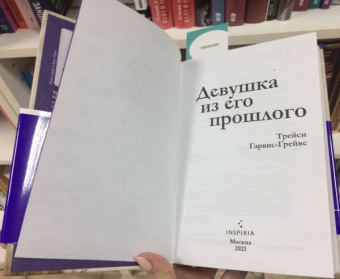 Девушка
из его
прошлого
Трейси
Гарвис-Грейвс
INSPIRIA
Москва
2021